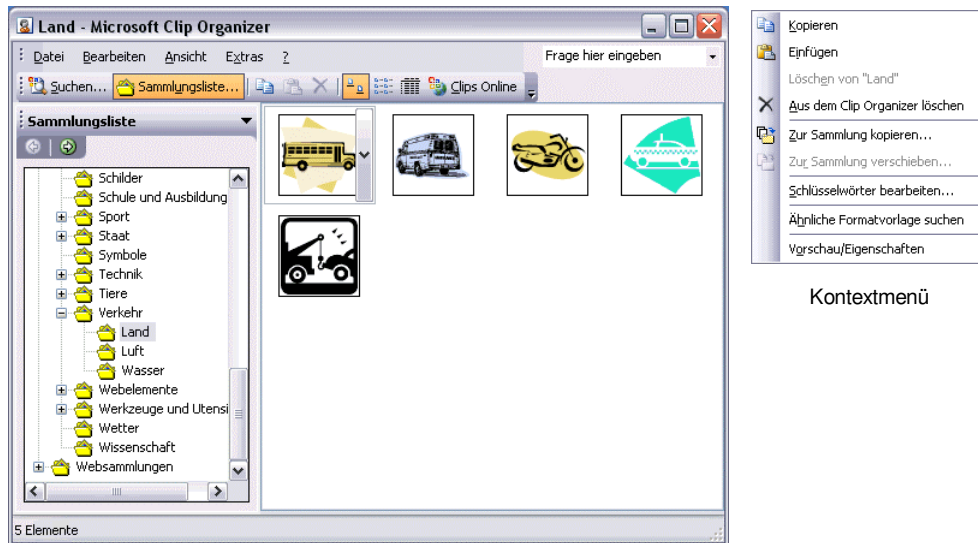 Land - Microsoft Clip Organizer
Datei Bearbeiten Ansicht Extras ? Frage hier eingeben
Suchen... Sammlungsliste... Clips Online
Sammlungsliste
Schilder
Schule und Ausbildung
Sport
Staat
Symbole
Technik
Tiere
Verkehr
Land
Luft
Wasser
Webelemente
Werkzeuge und Utensi
Wetter
Wissenschaft
Websammlungen
5 Elemente
Kopieren
Einfügen
Löschen von "Land"
Aus dem Clip Organizer löschen
Zur Sammlung kopieren...
Zur Sammlung verschieben...
Schlüsselwörter bearbeiten...
Ähnliche Formatvorlage suchen
Vorschau/Eigenschaften
Kontextmenü